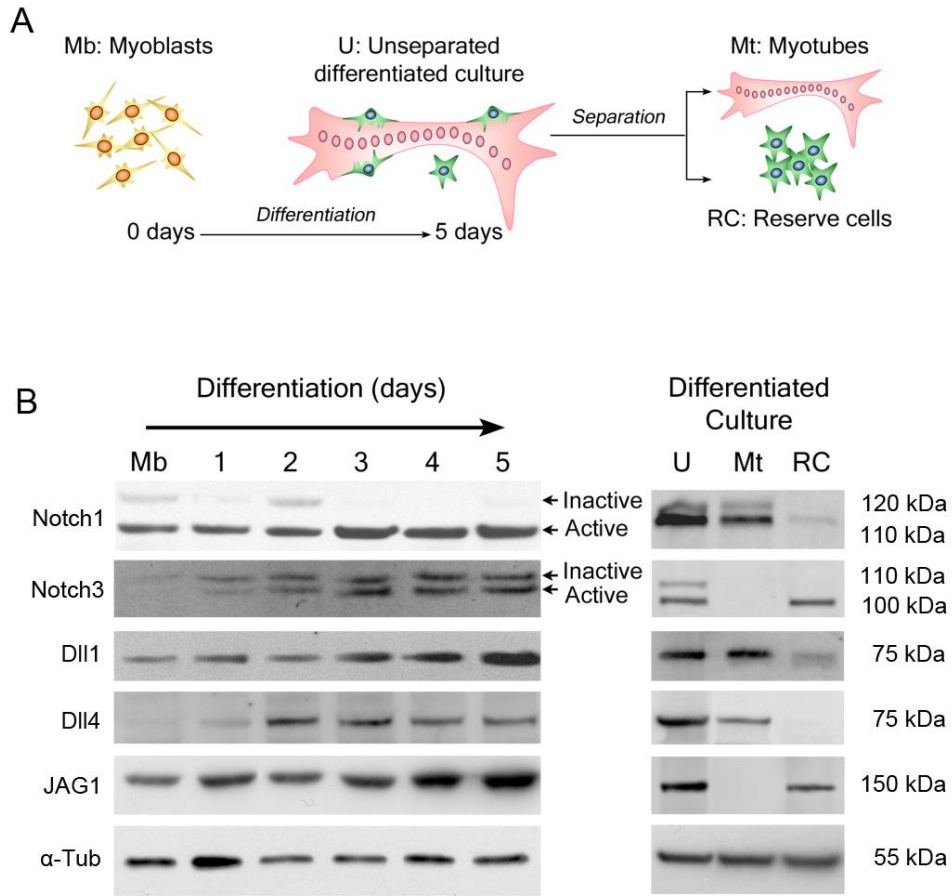 A
Mb: Myoblasts
U: Unseparated
differentiated culture
Mt: Myotubes
Separation
RC: Reserve cells
Differentiation
0 days
5 days
B
Differentiation (days)
Differentiated
Culture
Mb 1 2 3 4 5
U Mt RC
Notch1
Inactive
Active
120 kDa
110 kDa
Notch3
Inactive
Active
110 kDa
100 kDa
Dll1
75 kDa
Dll4
75 kDa
JAG1
150 kDa
α-Tub
55 kDa